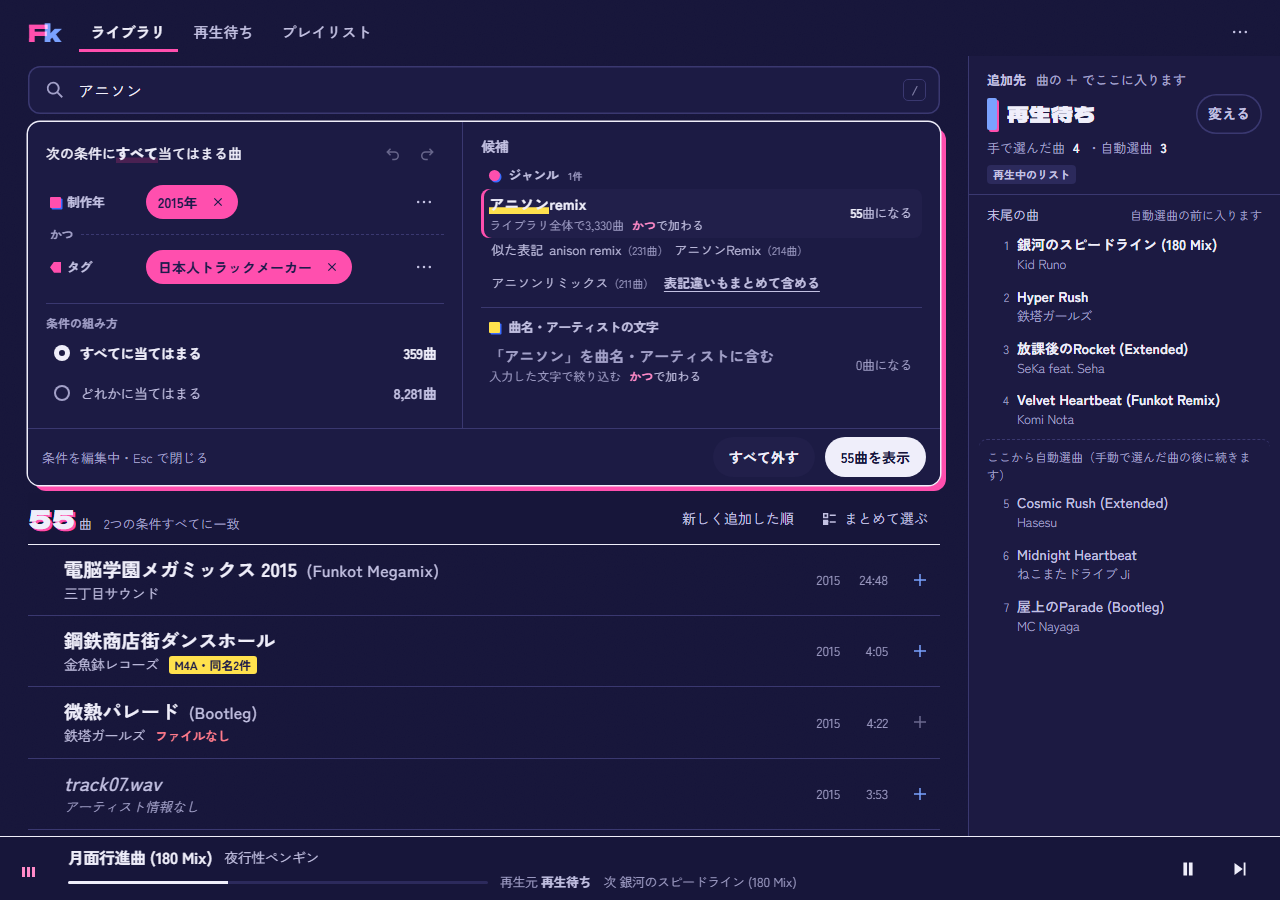 Fk ライブラリ 再生待ち プレイリスト
アニソン /
次の条件にすべて当てはまる曲
制作年 2015年 ×
かつ
タグ 日本人トラックメーカー ×
条件の組み方
すべてに当てはまる 359曲
どれかに当てはまる 8,281曲
候補
ジャンル 1件
アニソンremix
ライブラリ全体で3,330曲 かつで加わる
55曲になる
似た表記 anison remix(231曲) アニソンRemix(214曲)
アニソンリミックス(211曲) 表記違いもまとめて含める
曲名・アーティストの文字
「アニソン」を曲名・アーティストに含む
入力した文字で絞り込む かつで加わる
0曲になる
条件を編集中・Esc で閉じる すべて外す 55曲を表示
55曲 2つの条件すべてに一致 新しく追加した順 まとめて選ぶ
電脳学園メガミックス 2015 (Funkot Megamix)
三丁目サウンド
2015 24:48 +
鋼鉄商店街ダンスホール
金魚鉢レコーズ M4A・同名2件
2015 4:05 +
微熱パレード (Bootleg)
鉄塔ガールズ ファイルなし
2015 4:22 +
track07.wav
アーティスト情報なし
2015 3:53 +
追加先 曲の + でここに入ります
再生待ち 変える
手で選んだ曲 4 ・自動選曲 3
再生中のリスト
末尾の曲 自動選曲の前に入ります
1 銀河のスピードライン (180 Mix)
Kid Runo
2 Hyper Rush
鉄塔ガールズ
3 放課後のRocket (Extended)
SeKa feat. Seha
4 Velvet Heartbeat (Funkot Remix)
Komi Nota
ここから自動選曲(手動で選んだ曲の後に続きま
す)
5 Cosmic Rush (Extended)
Hasesu
6 Midnight Heartbeat
ねこまたドライブ Ji
7 屋上のParade (Bootleg)
MC Nayaga
月面行進曲 (180 Mix) 夜行性ペンギン
再生元 再生待ち 次 銀河のスピードライン (180 Mix)